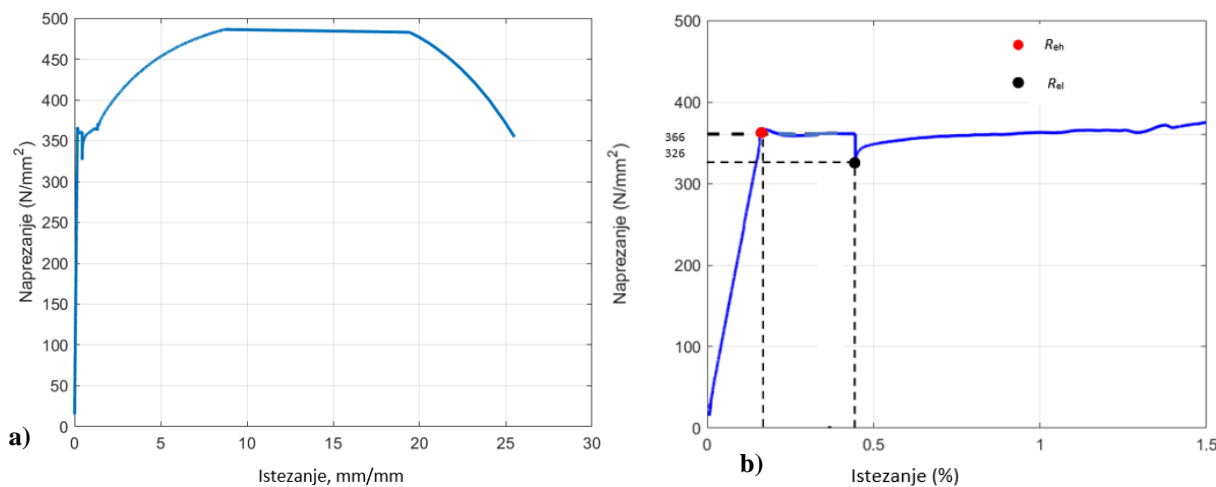 500
450
400
350
300
250
200
150
100
50
0
0 5 10 15 20 25 30
Naprezanje (N/mm²)
Istezanje, mm/mm
a)
500
400
366
326
300
200
100
0
0 0.5 1 1.5
Naprezanje (N/mm²)
Istezanje (%)
R_eh
R_el
b)